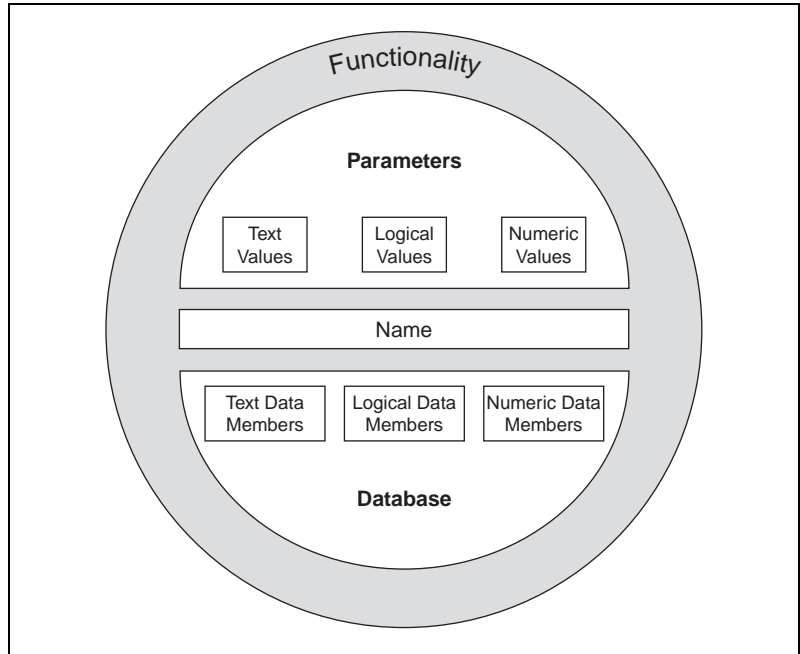 Functionality
Parameters
Text
Values
Logical
Values
Numeric
Values
Name
Text Data
Members
Logical Data
Members
Numeric Data
Members
Database